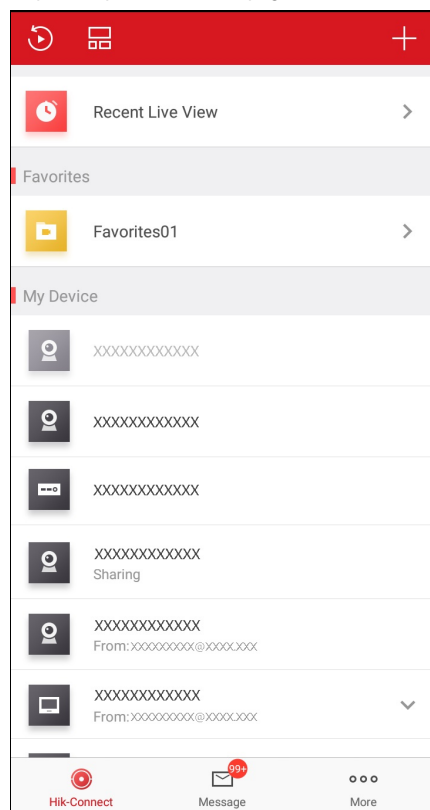 Recent Live View
Favorites
Favorites01
My Device
XXXXXXXXXXXX
XXXXXXXXXXXX
XXXXXXXXXXXX
XXXXXXXXXXXX
Sharing
XXXXXXXXXXXX
From:XXXXXXXXX@XXXX.XXX
XXXXXXXXXXXX
From:XXXXXXXXX@XXXX.XXX
99+
Hik-Connect
Message
More